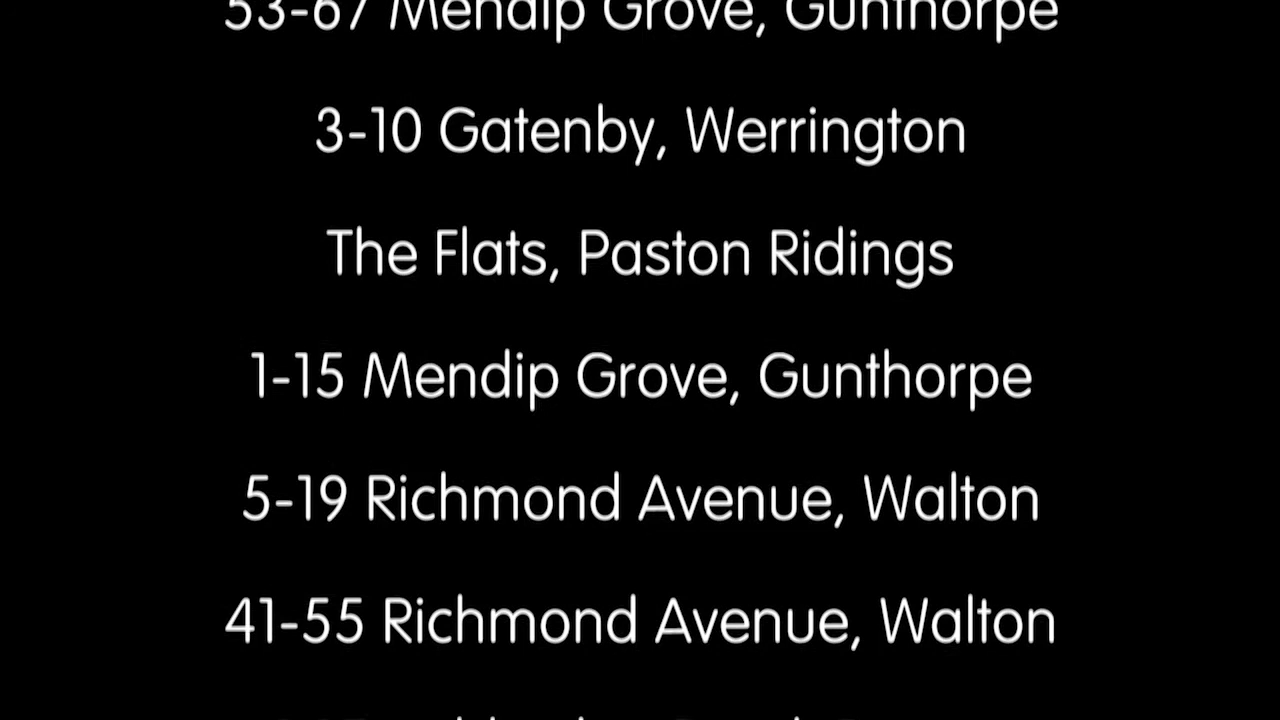 53-67 Mendip Grove, Gunthorpe
3-10 Gatenby, Werrington
The Flats, Paston Ridings
1-15 Mendip Grove, Gunthorpe
5-19 Richmond Avenue, Walton
41-55 Richmond Avenue, Walton